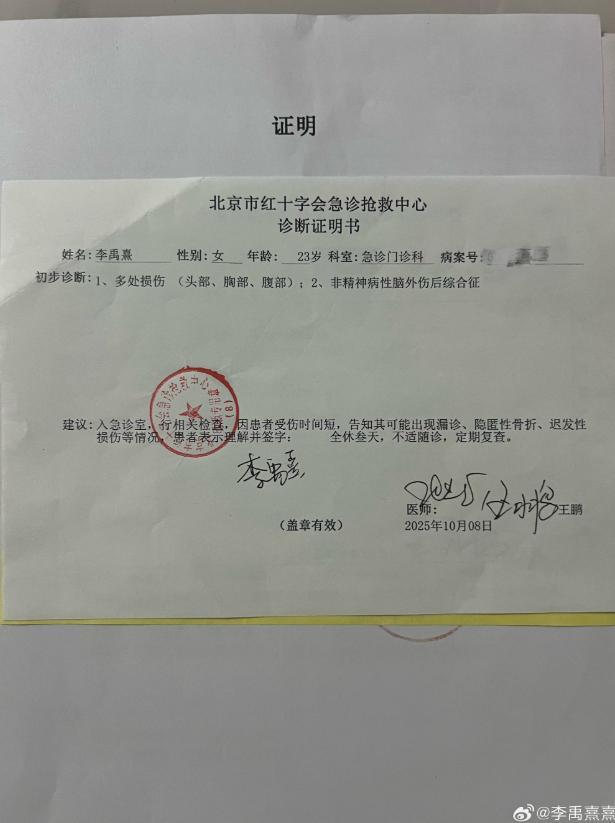 证明
北京市红十字会急诊抢救中心
诊断证明书
姓名:李禹熹 性别:女 年龄: 23岁 科室:急诊门诊科 病案号:
初步诊断:1、多处损伤 (头部、胸部、腹部);2、非精神病性脑外伤后综合征
建议:入急诊室,行相关检查,因患者受伤时间短,告知其可能出现漏诊、隐匿性骨折、迟发性
损伤等情况,患者表示理解并签字: 全休叁天,不适随诊,定期复查。
李禹熹
医师: 王鹏
(盖章有效) 2025年10月08日
@李禹熹熹